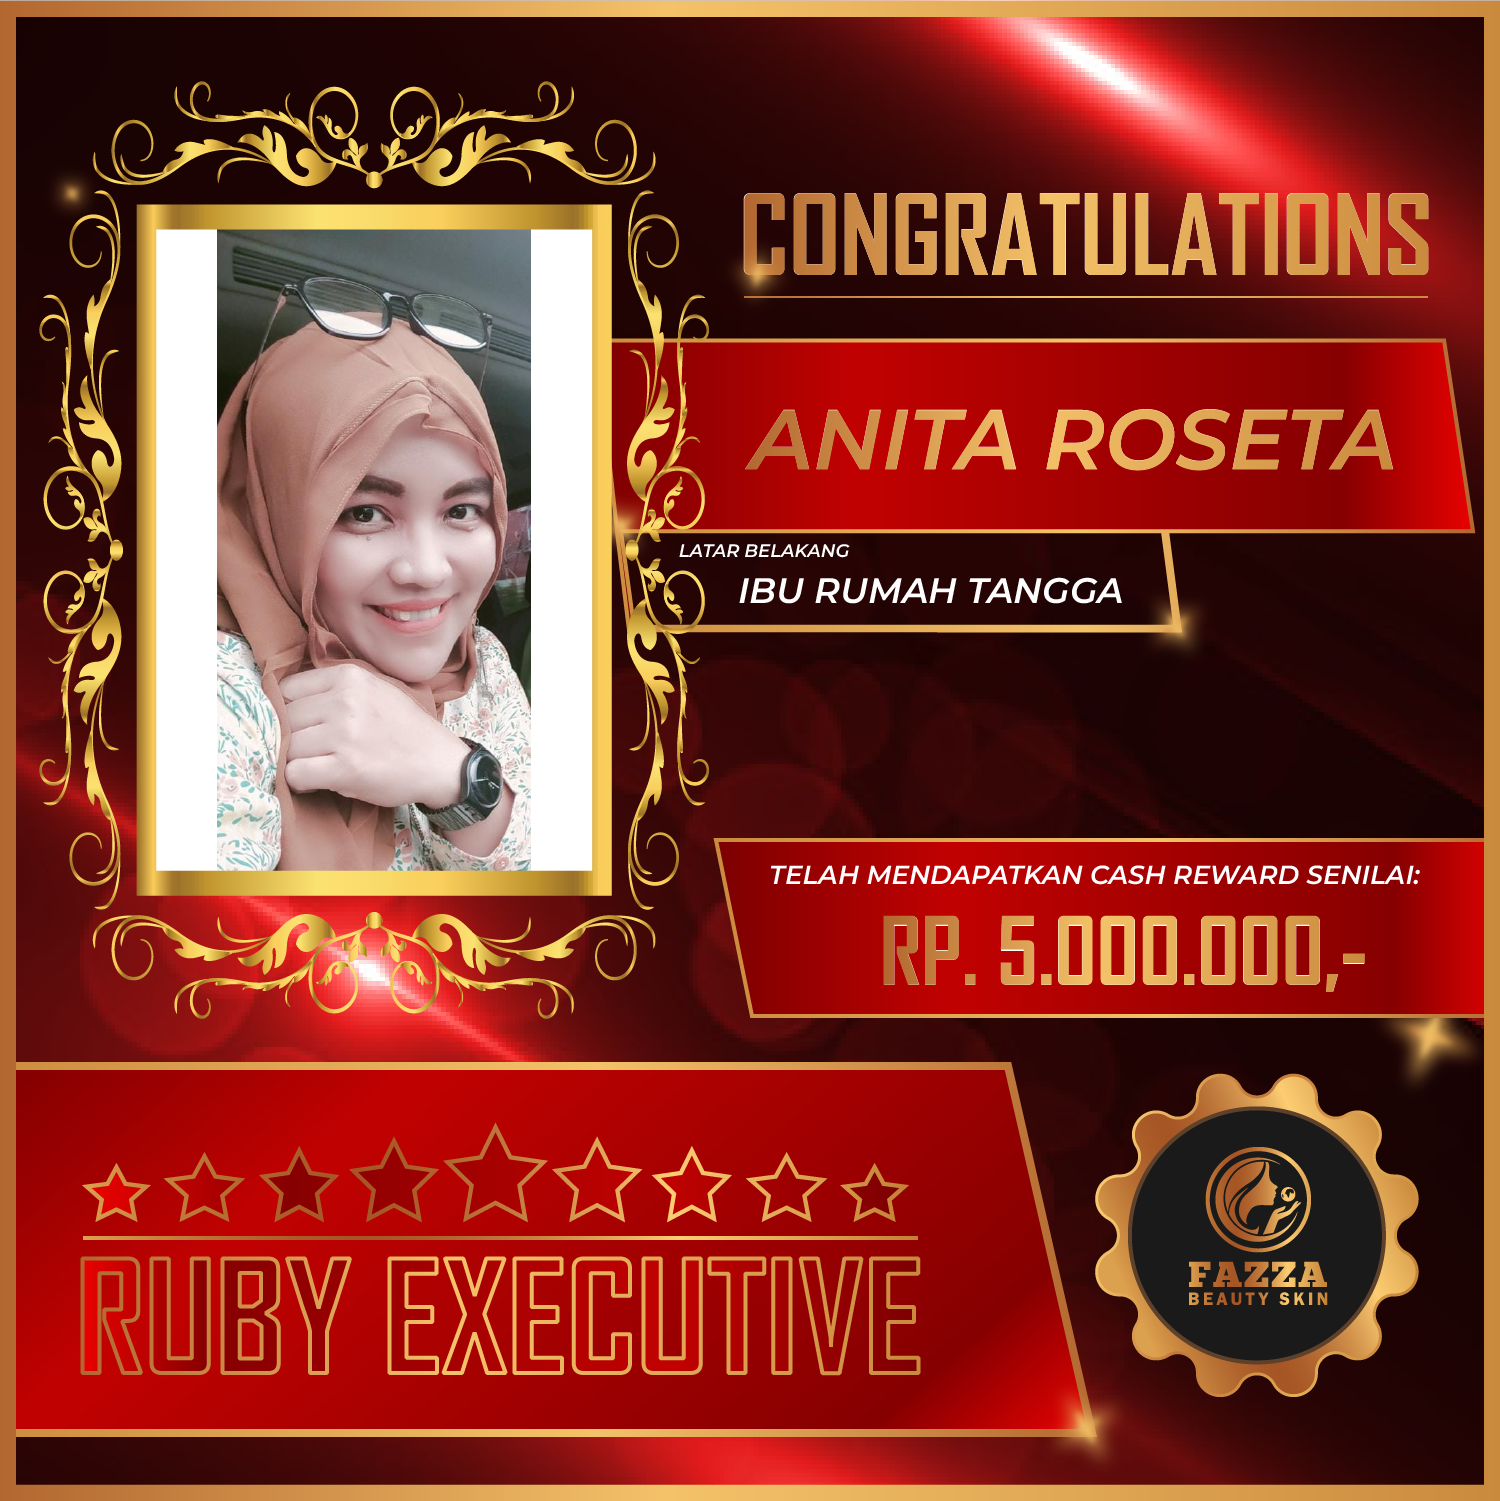 CONGRATULATIONS
ANITA ROSETA
LATAR BELAKANG
IBU RUMAH TANGGA
TELAH MENDAPATKAN CASH REWARD SENILAI:
RP. 5.000.000,-
RUBY EXECUTIVE
FAZZA
BEAUTY SKIN